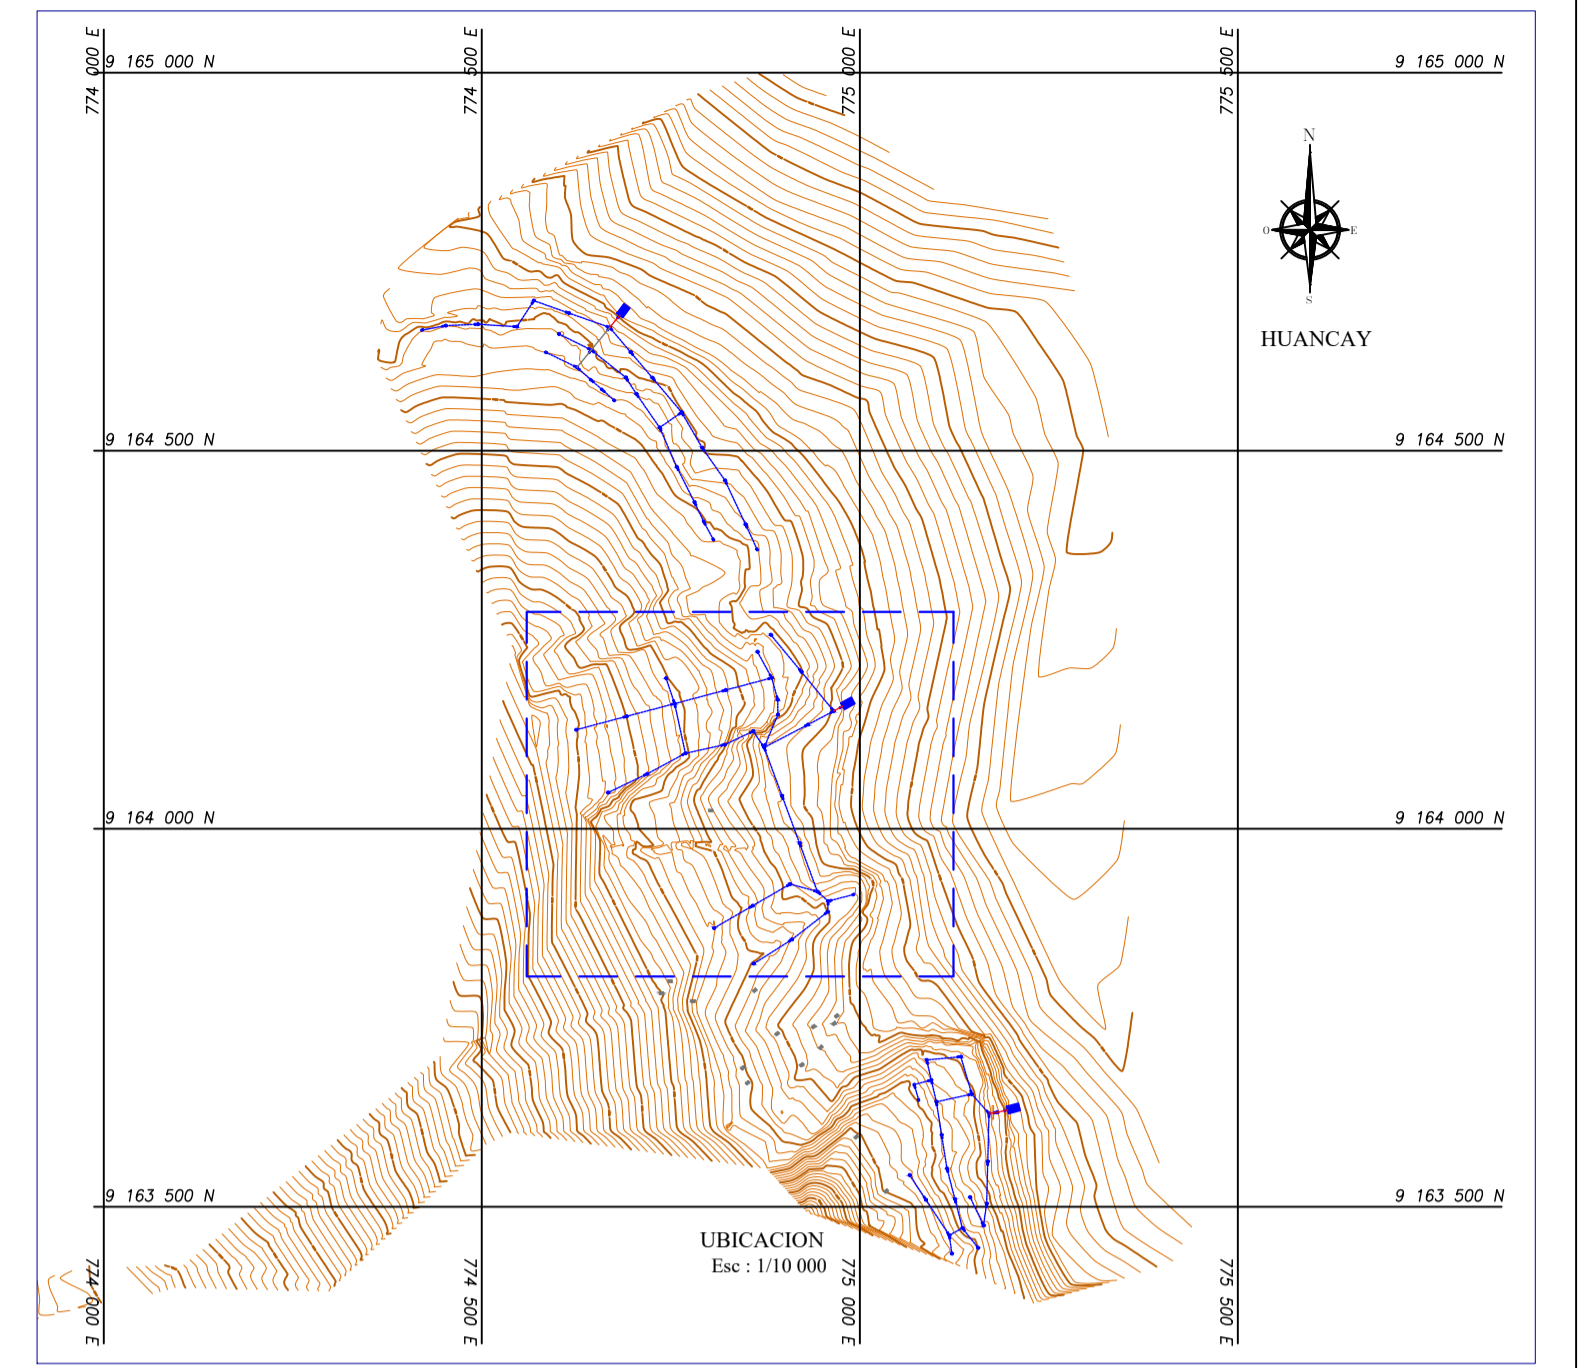 774 000 E
774 500 E
775 000 E
775 500 E
9 165 000 N
9 165 000 N
N
O
E
S
HUANCAY
9 164 500 N
9 164 500 N
9 164 000 N
9 164 000 N
9 163 500 N
9 163 500 N
UBICACION
Esc : 1/10 000
774 000 E
774 500 E
775 000 E
775 500 E